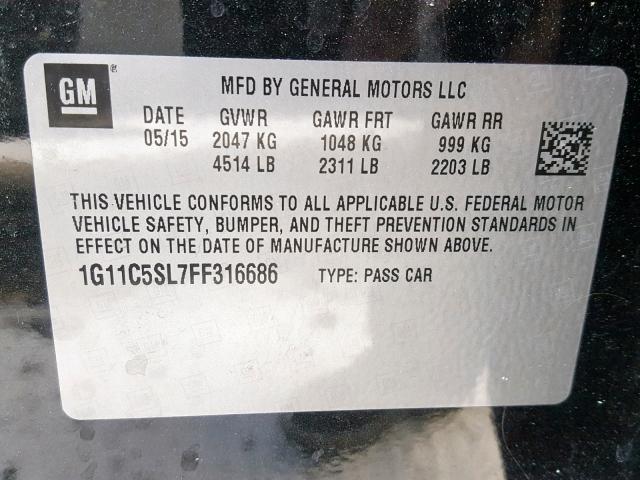 GM®
MFD BY GENERAL MOTORS LLC
DATE GVWR GAWR FRT GAWR RR
05/15 2047 KG 1048 KG 999 KG
4514 LB 2311 LB 2203 LB
THIS VEHICLE CONFORMS TO ALL APPLICABLE U.S. FEDERAL MOTOR
VEHICLE SAFETY, BUMPER, AND THEFT PREVENTION STANDARDS IN
EFFECT ON THE DATE OF MANUFACTURE SHOWN ABOVE.
1G11C5SL7FF316686 TYPE: PASS CAR